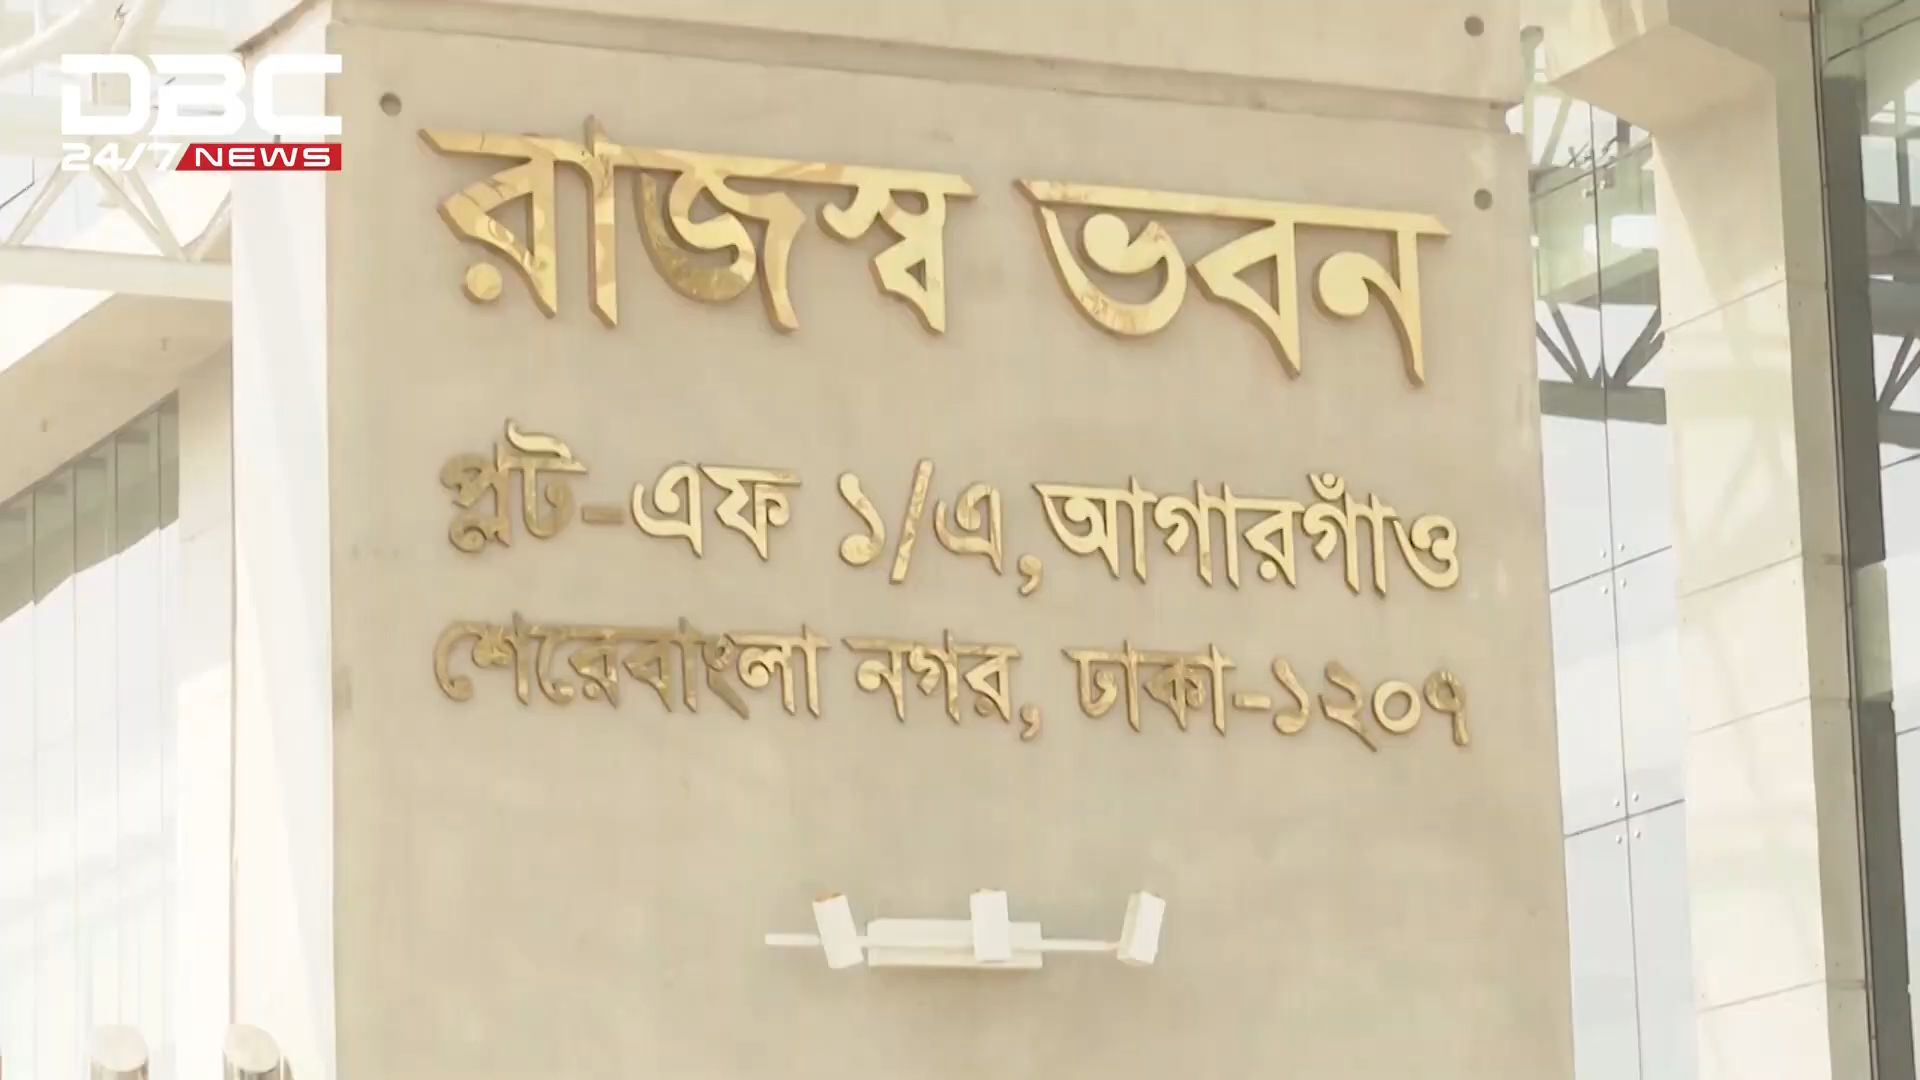 DBC
24/7 NEWS
রাজস্ব ভবন
প্লট-এফ ১/এ,আগারগাঁও
শেরেবাংলা নগর, ঢাকা-১২০৭